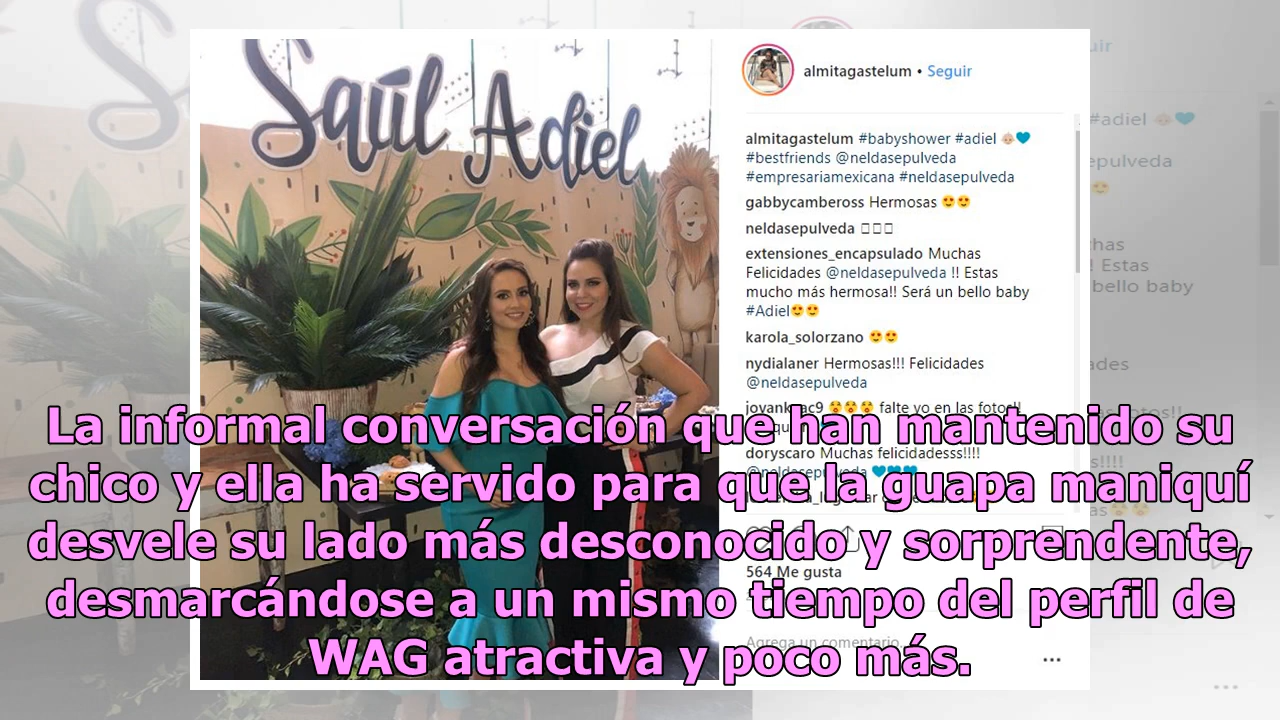 Saúl Adiel
almitagastelum • Seguir
almitagastelum #babyshower #adiel 👶🏻💙
#bestfriends @neldasepulveda
#empresariamexicana #neldasepulveda
gabbycambeross Hermosas 😍😍
neldasepulveda
extensiones_encapsulado Muchas
Felicidades @neldasepulveda !! Estas
mucho más hermosa!! Será un bello baby
#Adiel😍😍
karola_solorzano 😍😍
nydialaner Hermosas!!! Felicidades
@neldasepulveda
falte yo en las fotos!!
doryscaro Muchas felicidadesss!!!!
@neldasepulveda 💙💙💙
La informal conversación que han mantenido su
chico y ella ha servido para que la guapa maniquí
desvele su lado más desconocido y sorprendente,
desmarcándose a un mismo tiempo del perfil de
WAG atractiva y poco más.
564 Me gusta
Agrega un comentario